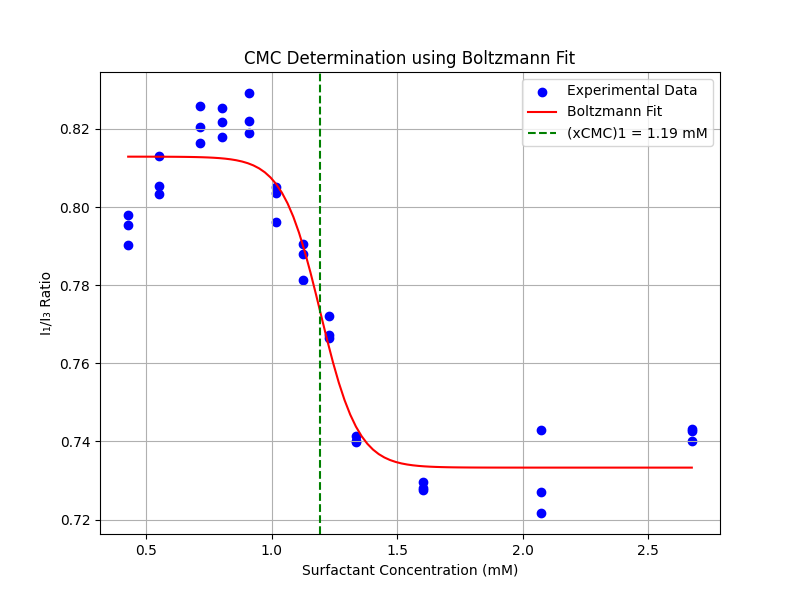 CMC Determination using Boltzmann Fit
Experimental Data
Boltzmann Fit
(xCMC)1 = 1.19 mM
I₁/I₃ Ratio
0.82
0.80
0.78
0.76
0.74
0.72
0.5 1.0 1.5 2.0 2.5
Surfactant Concentration (mM)